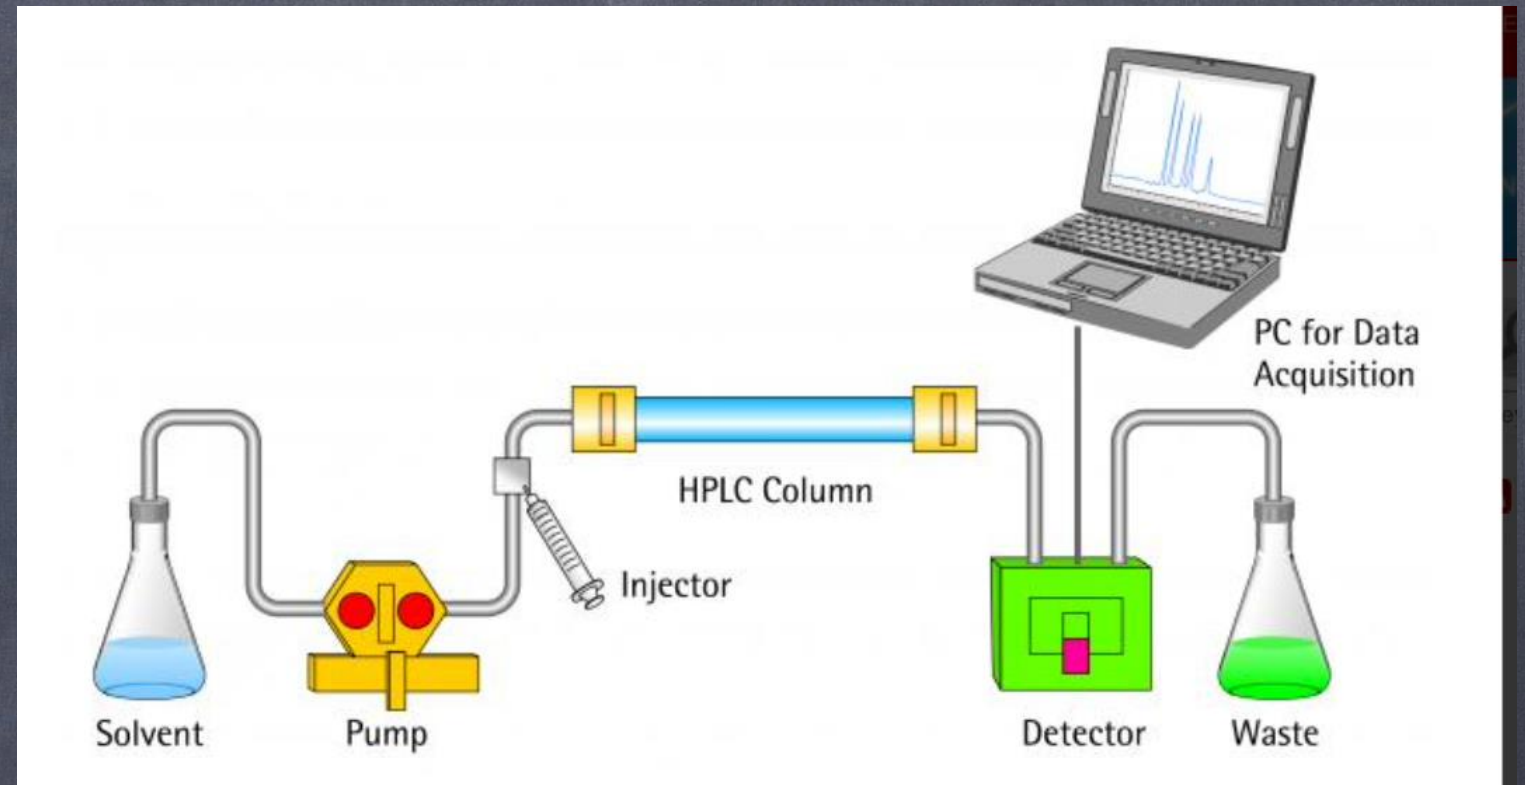 PC for Data
Acquisition
HPLC Column
Injector
Solvent
Pump
Detector
Waste